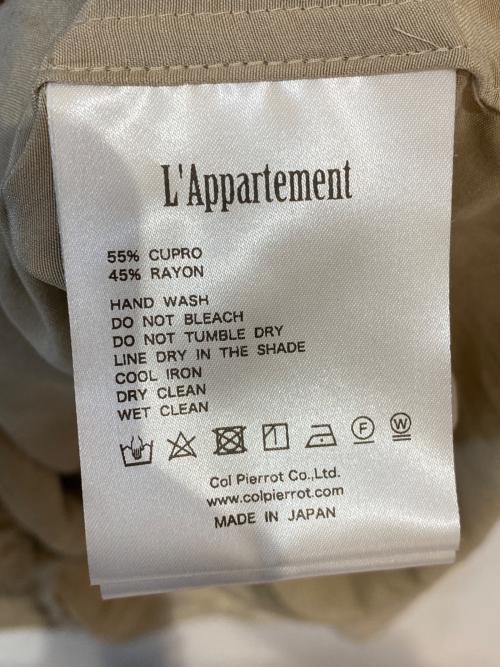 L'Appartement
55% CUPRO
45% RAYON
HAND WASH
DO NOT BLEACH
DO NOT TUMBLE DRY
LINE DRY IN THE SHADE
COOL IRON
DRY CLEAN
WET CLEAN
F W
Col Pierrot Co.,Ltd.
www.colpierrot.com
MADE IN JAPAN